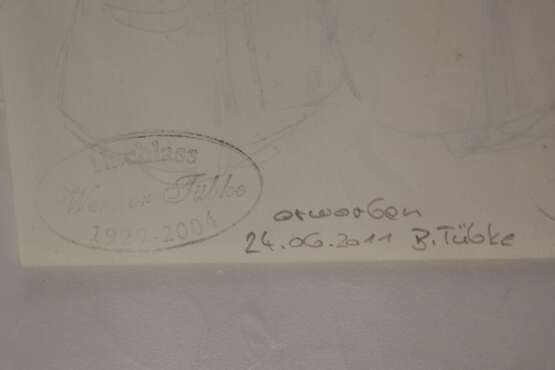 Nachlass
Werner Tübke
1929-2004
erworben
24.06.2011 B.Tübke